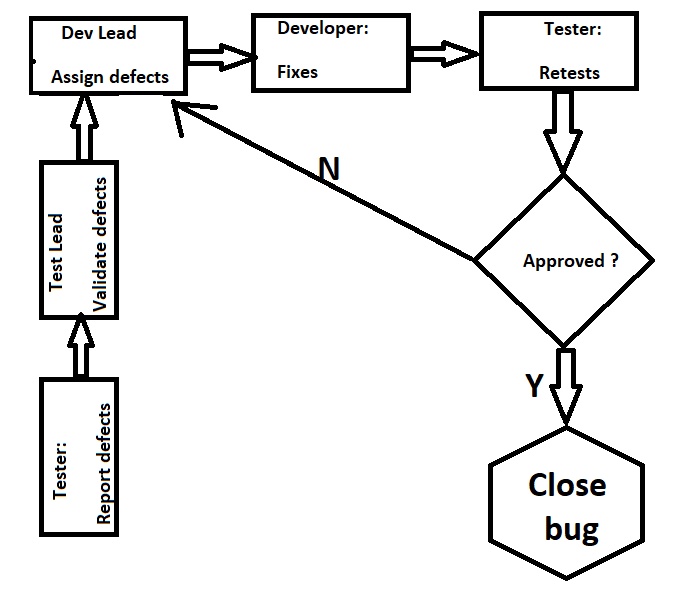 Dev Lead
Assign defects
Developer:
Fixes
Tester:
Retests
N
Test Lead
Validate defects
Approved ?
Y
Tester:
Report defects
Close
bug